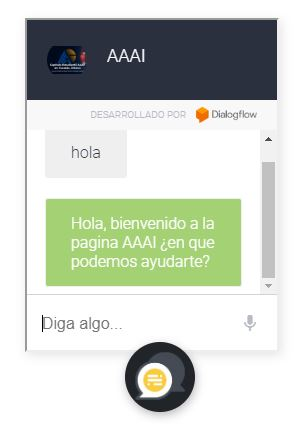 AAAI
DESARROLLADO POR Dialogflow
hola
Hola, bienvenido a la
pagina AAAI ¿en que
podemos ayudarte?
Diga algo...